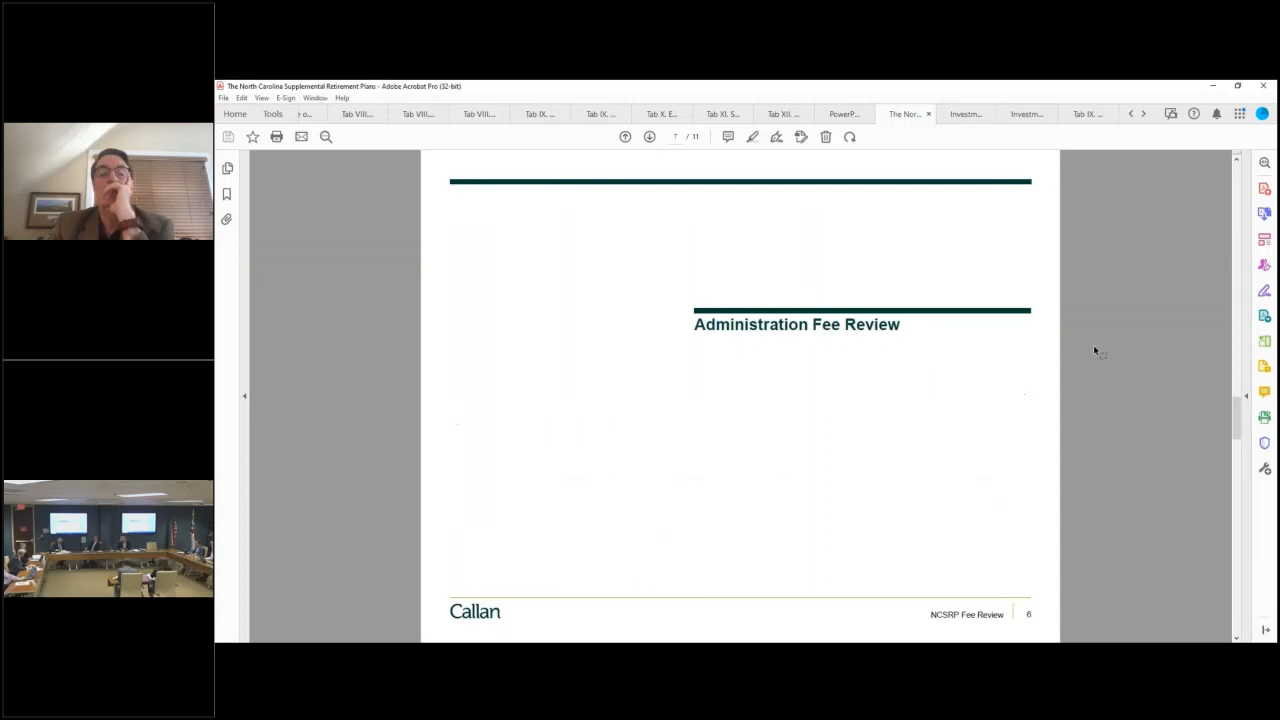 The North Carolina Supplemental Retirement Plans - Adobe Acrobat Pro (32-bit)
File Edit View E-Sign Window Help
Home Tools e o... Tab VIII.... Tab VIII.... Tab VIII.... Tab IX. ... Tab IX. ... Tab X. E... Tab XI. S... Tab XII. ... PowerP... The Nor... × Investm... Investm... Tab IX. ...
7 / 11
Administration Fee Review
Callan
NCSRP Fee Review 6